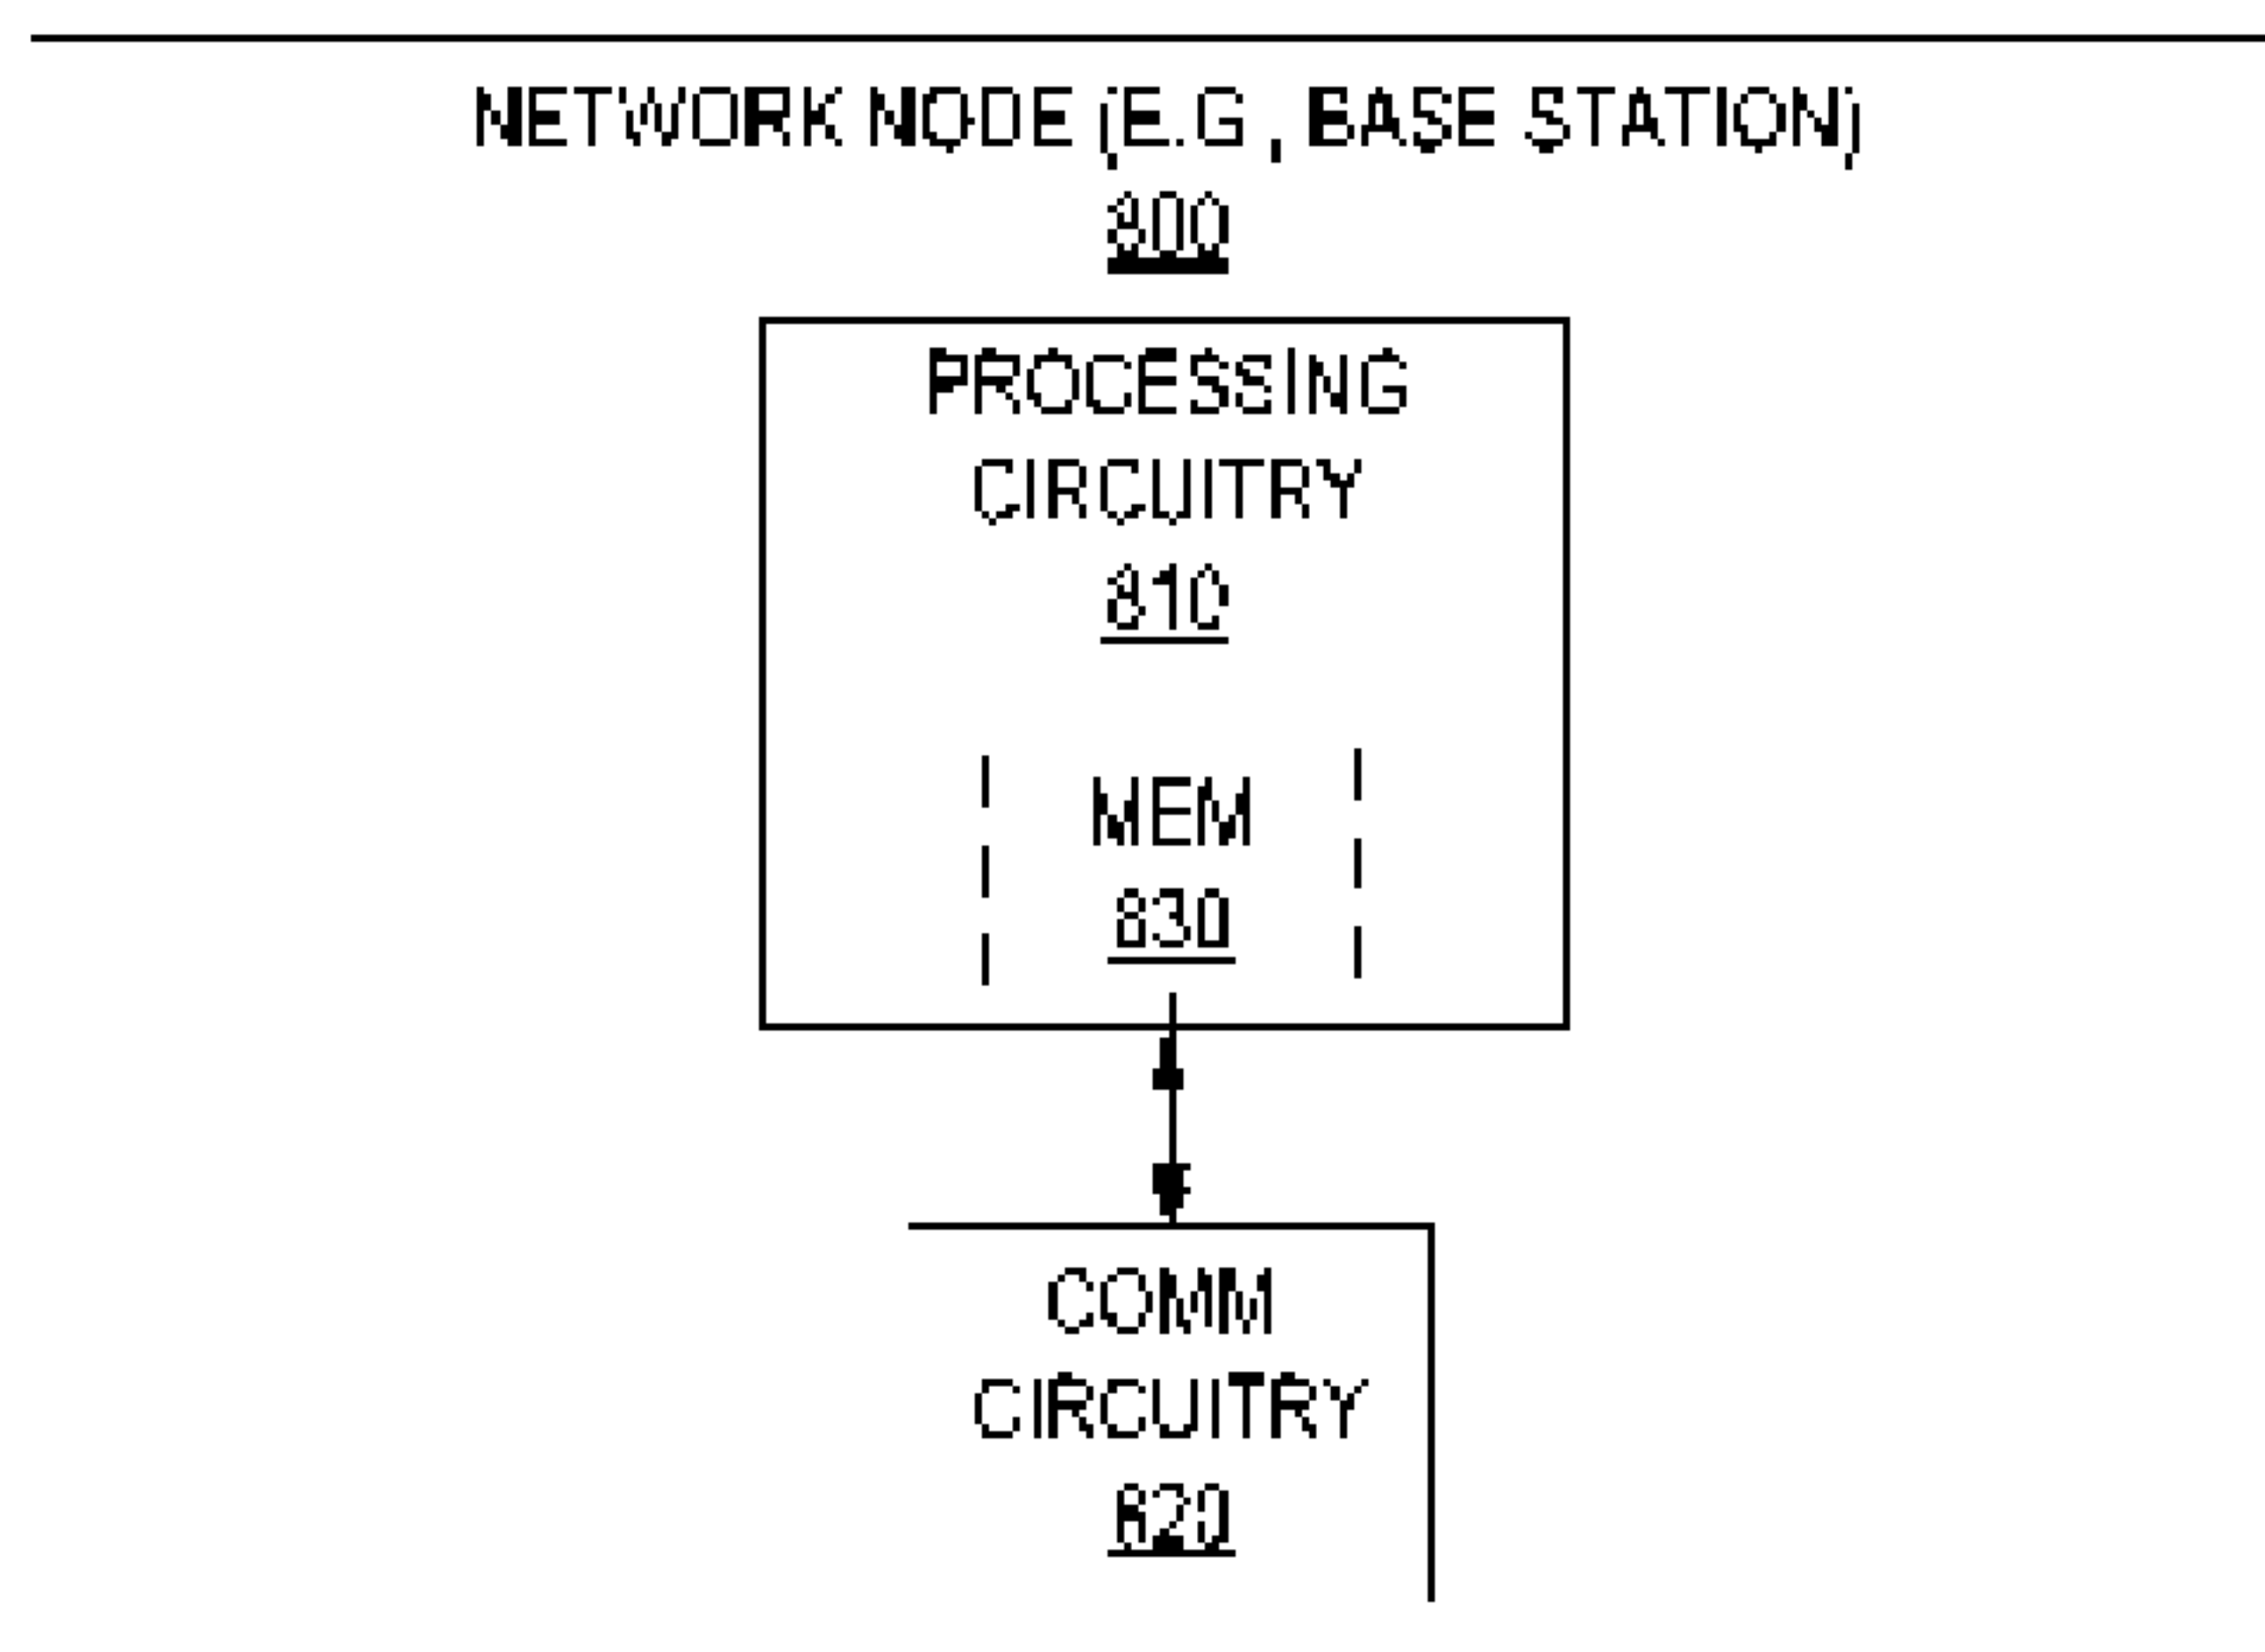 NETWORK NODE (E.G., BASE STATION)
800
PROCESSING
CIRCUITRY
810
MEM
830
COMM
CIRCUITRY
820